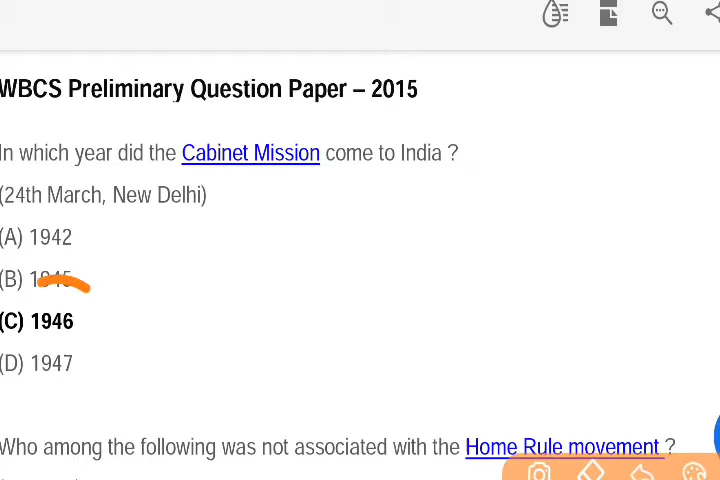 WBCS Preliminary Question Paper – 2015
In which year did the Cabinet Mission come to India ?
(24th March, New Delhi)
(A) 1942
(B) 1945
(C) 1946
(D) 1947
Who among the following was not associated with the Home Rule movement ?